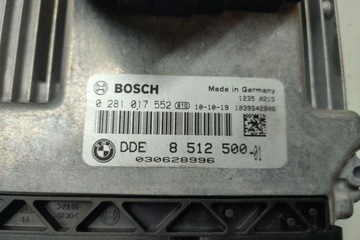 BOSCH
Made in Germany
1235 0215
0 281 017 552 10-10-19 1039S42806
DDE 8 512 500-01
030628996